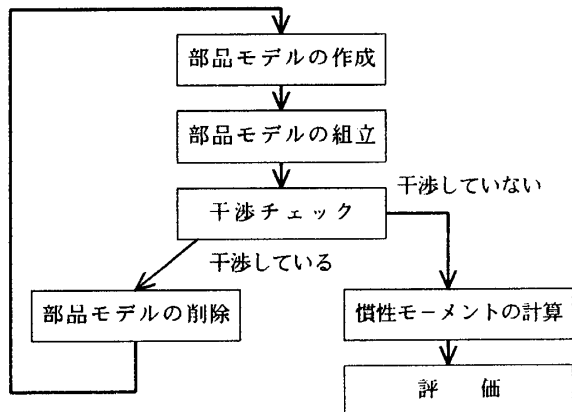 部品モデルの作成
部品モデルの組立
干渉チェック
干渉していない
干渉している
部品モデルの削除
慣性モーメントの計算
評　価